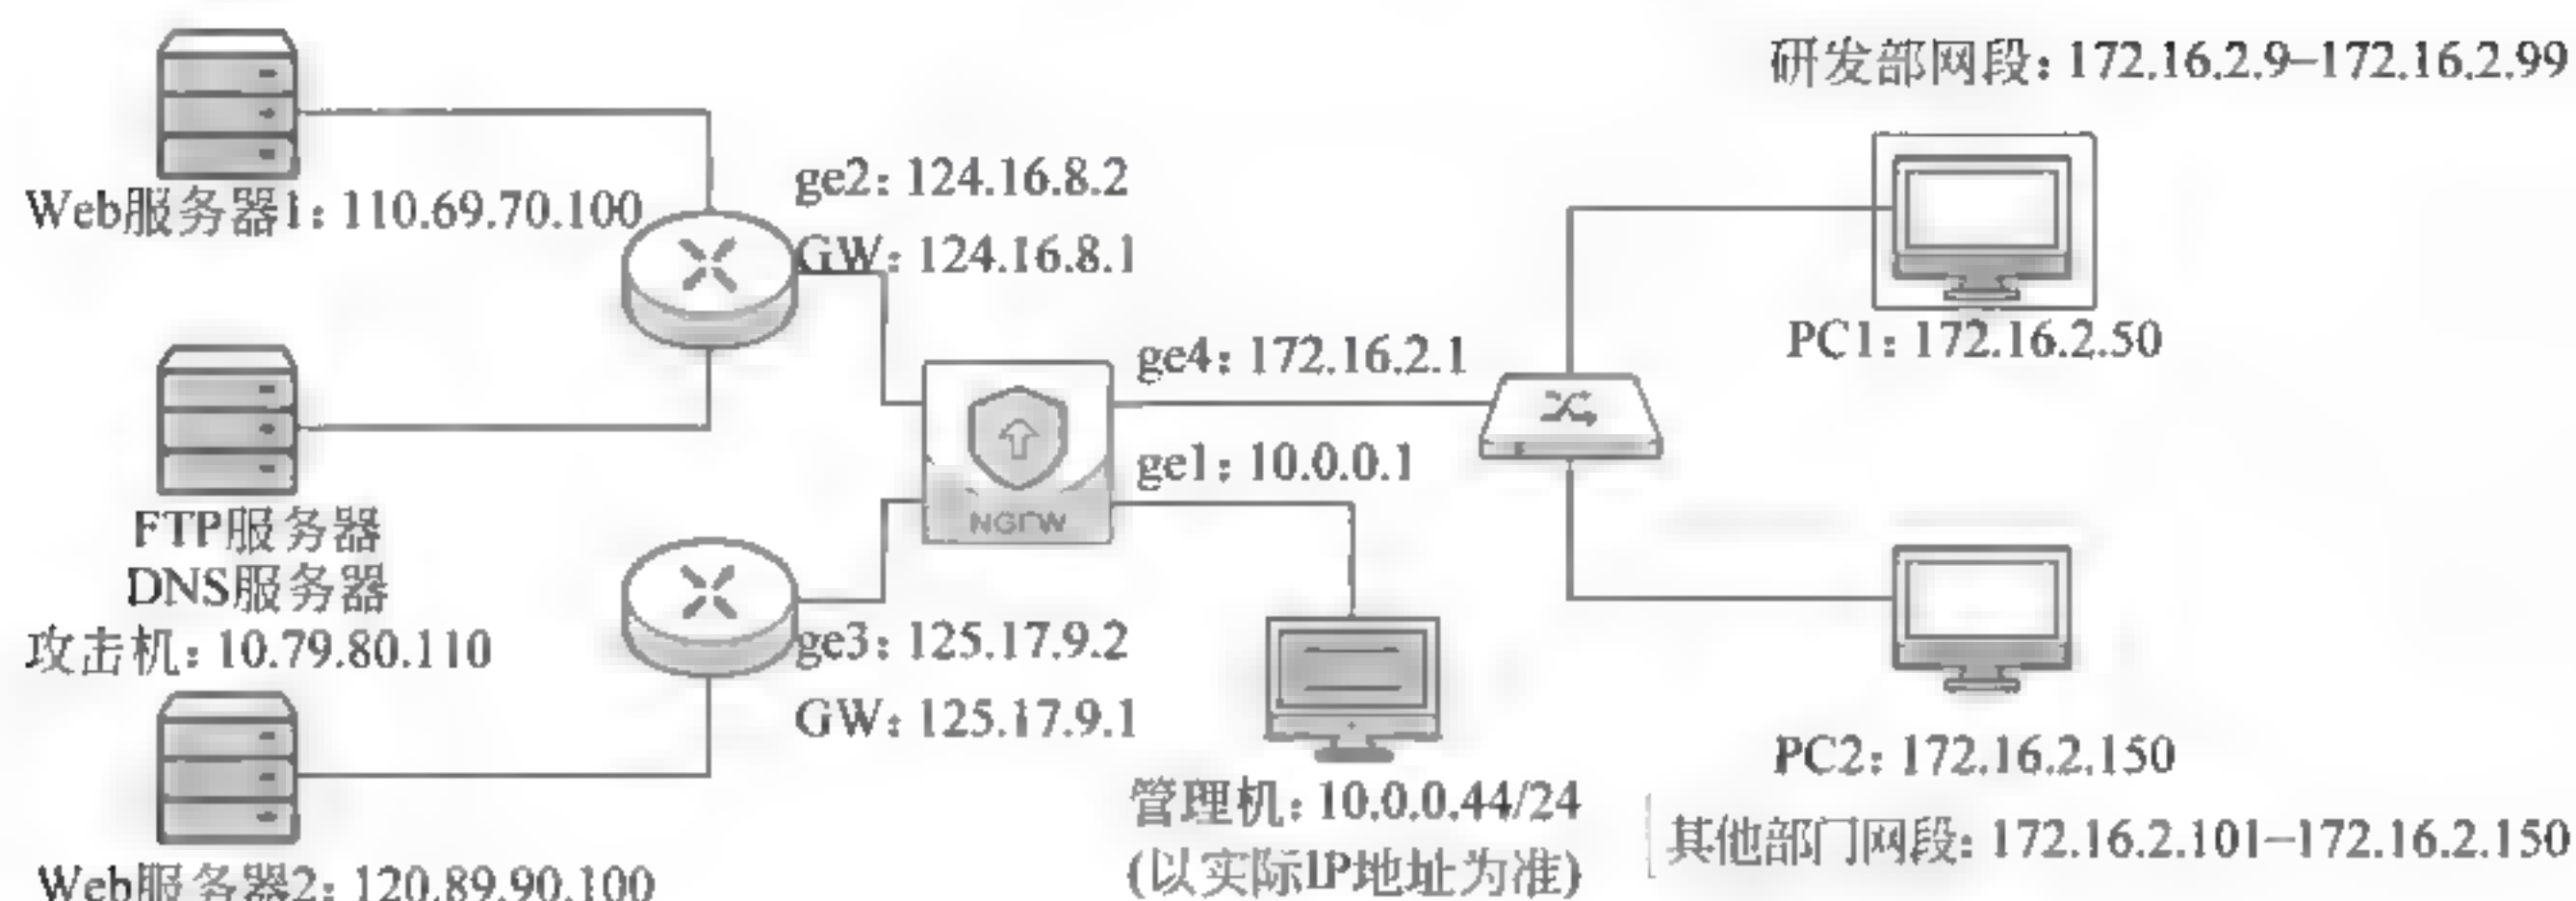 研发部网段：172.16.2.9–172.16.2.99
ge2：124.16.8.2
Web服务器1：110.69.70.100
GW：124.16.8.1
PC1：172.16.2.50
ge4：172.16.2.1
ge1：10.0.0.1
NGFW
FTP服务器
DNS服务器
攻击机：10.79.80.110
ge3：125.17.9.2
GW：125.17.9.1
PC2：172.16.2.150
管理机：10.0.0.44/24
(以实际IP地址为准)
其他部门网段：172.16.2.101–172.16.2.150
Web服务器2：120.89.90.100